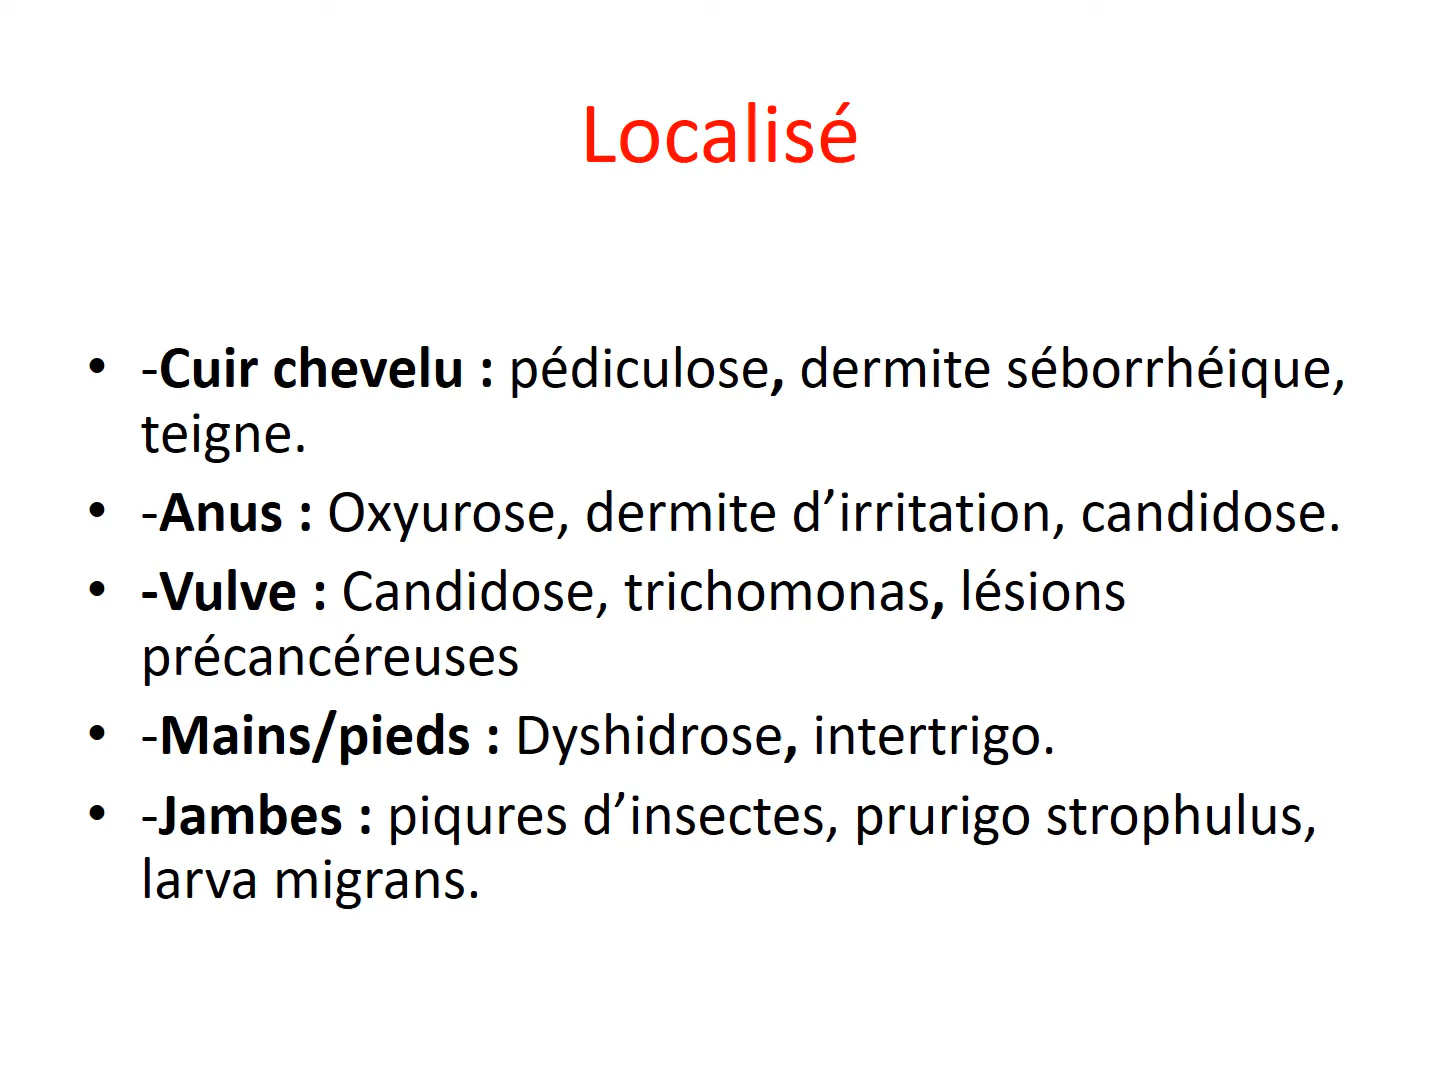 Localisé
• -Cuir chevelu : pédiculose, dermite séborrhéique,
teigne.
• -Anus : Oxyurose, dermite d’irritation, candidose.
• -Vulve : Candidose, trichomonas, lésions
précancéreuses
• -Mains/pieds : Dyshidrose, intertrigo.
• -Jambes : piqures d’insectes, prurigo strophulus,
larva migrans.